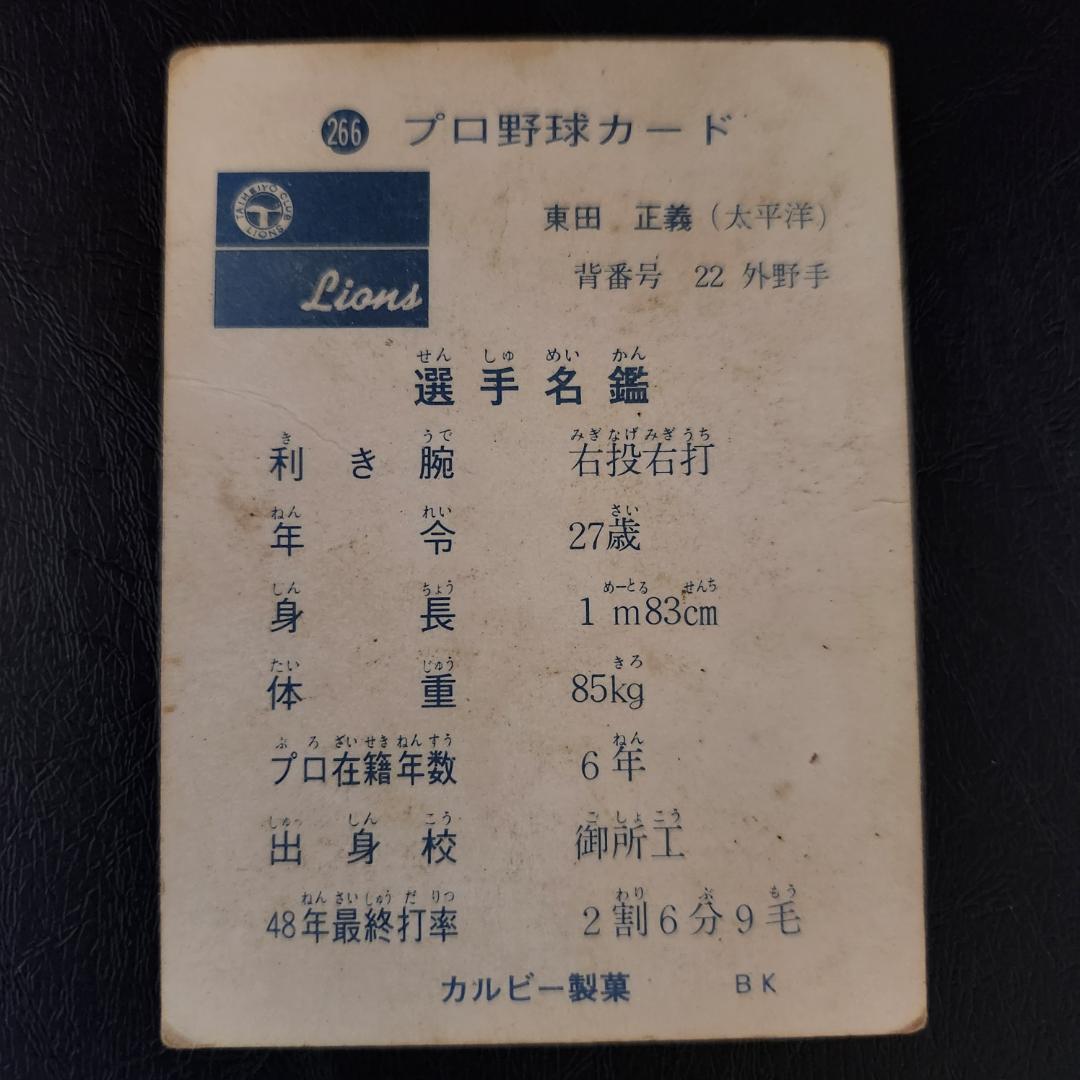 266 プロ野球カード
TAIHEIYO CLUB LIONS
Lions
東田 正義(太平洋)
背番号 22 外野手
せん しゅ めい かん
選手名鑑
き うで みぎなげみぎうち
利き腕 右投右打
ねん れい さい
年令 27歳
しん ちょう めーとる せんち
身長 1m83cm
たい じゅう きろ
体重 85kg
ぷろざいせきねんすう ねん
プロ在籍年数 6年
しゅっ しん こう ごしょこう
出身校 御所工
ねんさいしゅうだりつ わり ぶ もう
48年最終打率 2割6分9毛
カルビー製菓 BK